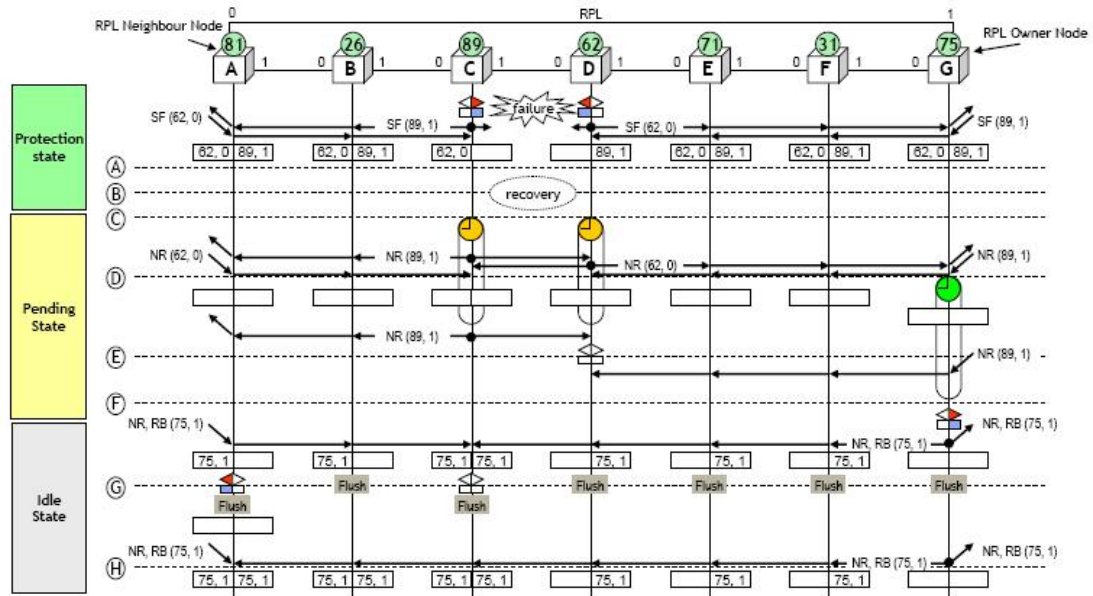 0 RPL 1
RPL Neighbour Node
RPL Owner Node
81 26 89 62 71 31 75
A 1 0 B 1 0 C 1 0 D 1 0 E 1 0 F 1 0 G
Protection state
failure
SF (62, 0) SF (89, 1) SF (62, 0) SF (89, 1)
62, 0 89, 1 62, 0 89, 1 62, 0 89, 1 62, 0 89, 1 62, 0 89, 1 62, 0 89, 1
A
B recovery
C
Pending State
NR (62, 0) NR (89, 1) NR (62, 0) NR (89, 1)
D
NR (89, 1)
E NR (89, 1)
F
Idle State
NR, RB (75, 1) NR, RB (75, 1) NR, RB (75, 1)
75, 1 75, 1 75, 1 75, 1 75, 1 75, 1 75, 1
G Flush Flush Flush Flush Flush
Flush Flush
NR, RB (75, 1) NR, RB (75, 1) NR, RB (75, 1)
H
75, 1 75, 1 75, 1 75, 1 75, 1 75, 1 75, 1 75, 1 75, 1